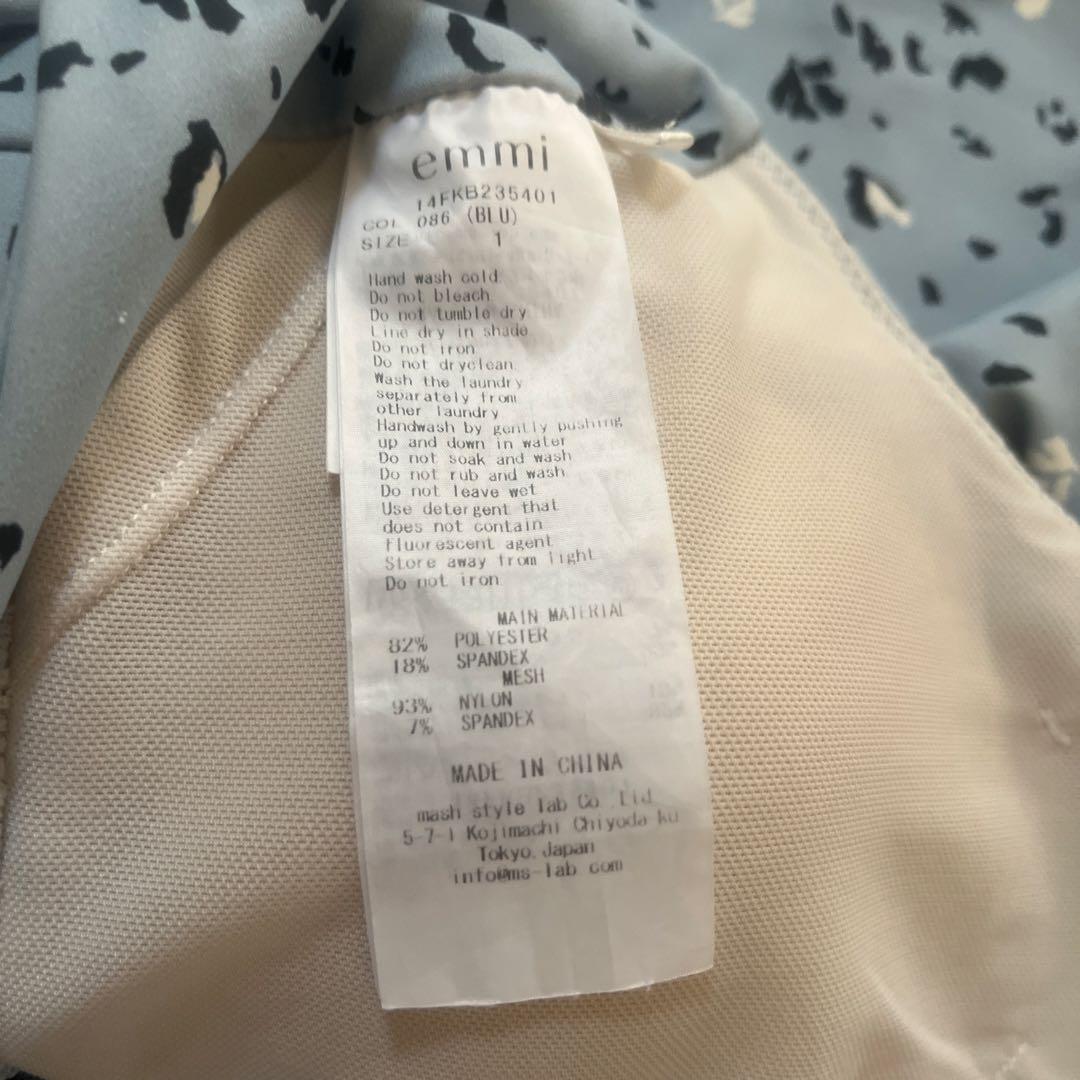 emmi
14FKB235401
COL 086 (BLU)
SIZE 1
Hand wash cold.
Do not bleach.
Do not tumble dry
Line dry in shade
Do not iron.
Do not dryclean.
Wash the laundry
separately from
other laundry
Handwash by gently pushing
up and down in water
Do not soak and wash
Do not rub and wash
Do not leave wet
Use detergent that
does not contain
fluorescent agent
Store away from light
Do not iron.
MAIN MATERIAL
82% POLYESTER
18% SPANDEX
MESH
93% NYLON
7% SPANDEX
MADE IN CHINA
mash style lab Co.,Ltd.
5-7-1 Kojimachi Chiyoda ku
Tokyo, Japan
info@ms-lab.com